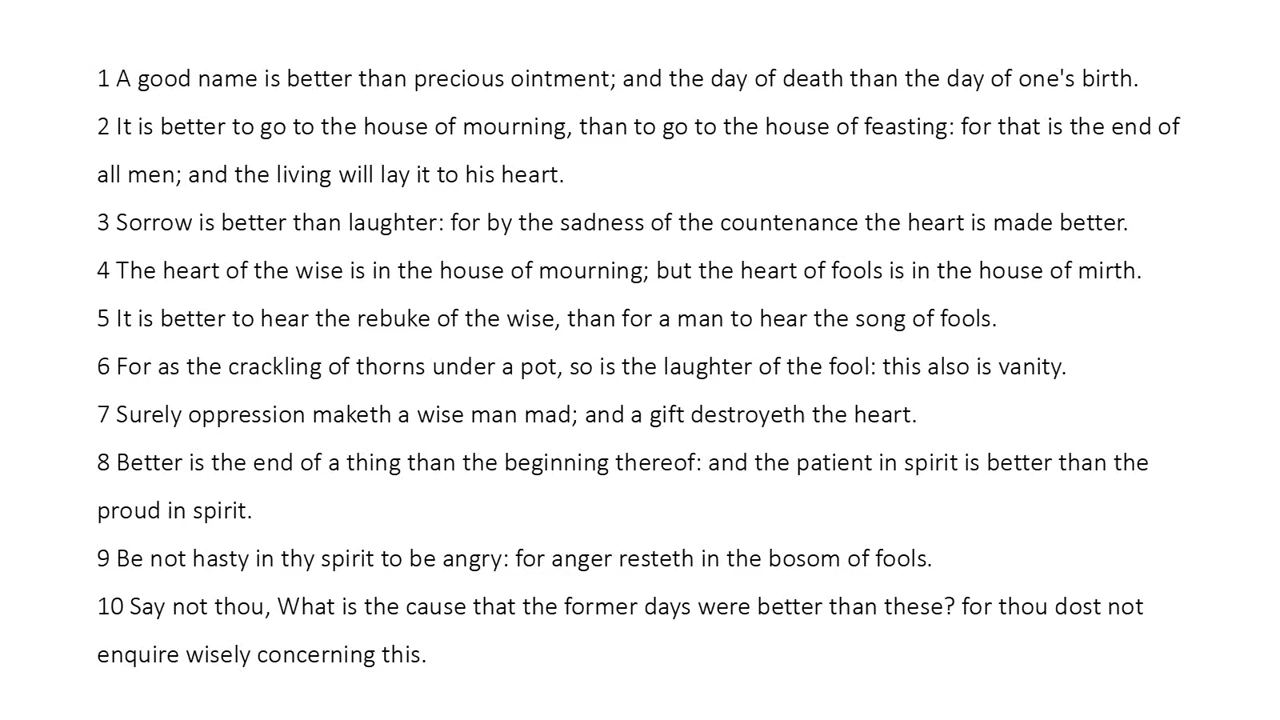 1 A good name is better than precious ointment; and the day of death than the day of one's birth.
2 It is better to go to the house of mourning, than to go to the house of feasting: for that is the end of
all men; and the living will lay it to his heart.
3 Sorrow is better than laughter: for by the sadness of the countenance the heart is made better.
4 The heart of the wise is in the house of mourning; but the heart of fools is in the house of mirth.
5 It is better to hear the rebuke of the wise, than for a man to hear the song of fools.
6 For as the crackling of thorns under a pot, so is the laughter of the fool: this also is vanity.
7 Surely oppression maketh a wise man mad; and a gift destroyeth the heart.
8 Better is the end of a thing than the beginning thereof: and the patient in spirit is better than the
proud in spirit.
9 Be not hasty in thy spirit to be angry: for anger resteth in the bosom of fools.
10 Say not thou, What is the cause that the former days were better than these? for thou dost not
enquire wisely concerning this.